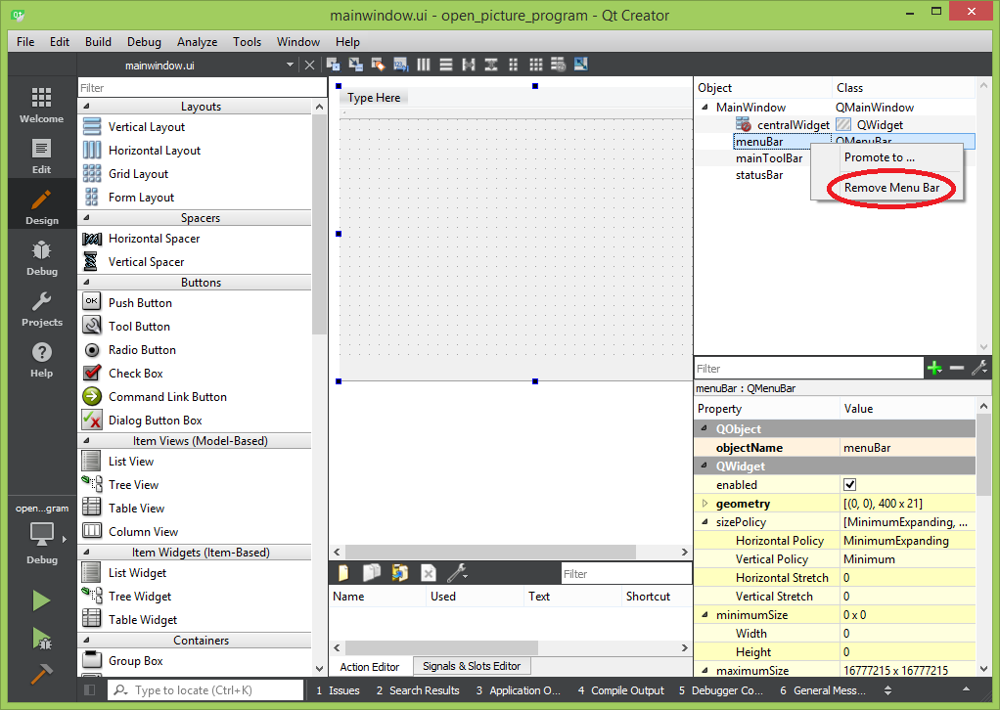 mainwindow.ui - open_picture_program - Qt Creator
File Edit Build Debug Analyze Tools Window Help
mainwindow.ui
Welcome
Edit
Design
Debug
Projects
Help
open...gram
Debug
Filter
Layouts
Vertical Layout
Horizontal Layout
Grid Layout
Form Layout
Spacers
Horizontal Spacer
Vertical Spacer
Buttons
OK
Push Button
Tool Button
Radio Button
Check Box
Command Link Button
Dialog Button Box
Item Views (Model-Based)
List View
Tree View
Table View
Column View
Item Widgets (Item-Based)
List Widget
Tree Widget
Table Widget
Containers
Group Box
Type Here
Filter
Name Used Text Shortcut
Action Editor Signals & Slots Editor
Object Class
MainWindow QMainWindow
centralWidget QWidget
menuBar QMenuBar
mainToolBar
statusBar
Promote to ...
Remove Menu Bar
Filter
menuBar : QMenuBar
Property Value
QObject
objectName menuBar
QWidget
enabled
geometry [(0, 0), 400 x 21]
sizePolicy [MinimumExpanding, ...
Horizontal Policy MinimumExpanding
Vertical Policy Minimum
Horizontal Stretch 0
Vertical Stretch 0
minimumSize 0 x 0
Width 0
Height 0
maximumSize 16777215 x 16777215
Type to locate (Ctrl+K)
1 Issues 2 Search Results 3 Application O... 4 Compile Output 5 Debugger Co... 6 General Mess...